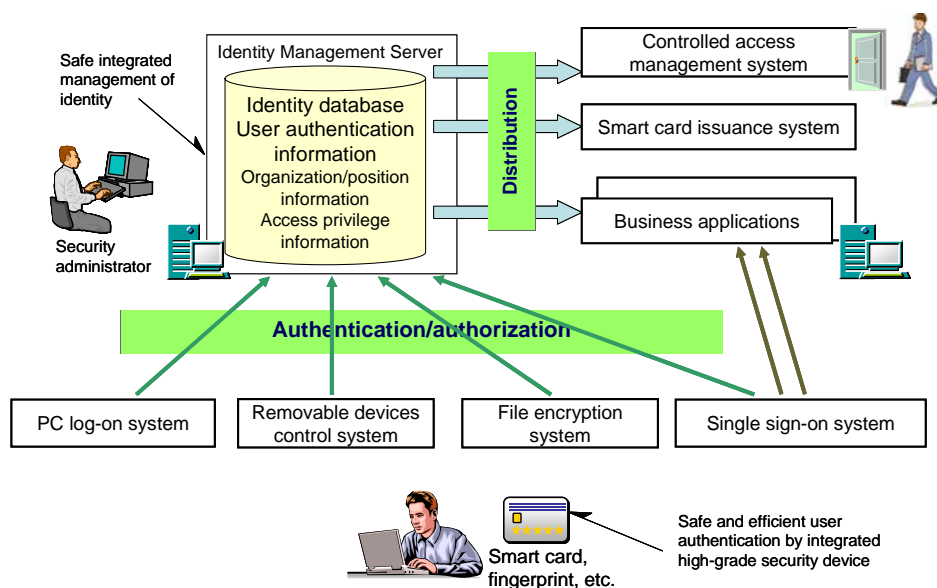 Safe integrated
management of
identity
Identity Management Server
Identity database
User authentication
information
Organization/position
information
Access privilege
information
Security
administrator
Distribution
Controlled access
management system
Smart card issuance system
Business applications
Authentication/authorization
PC log-on system
Removable devices
control system
File encryption
system
Single sign-on system
Smart card,
fingerprint, etc.
Safe and efficient user
authentication by integrated
high-grade security device